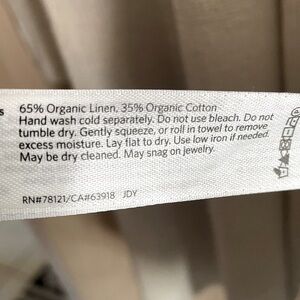 65% Organic Linen, 35% Organic Cotton
Hand wash cold separately. Do not use bleach. Do not
tumble dry. Gently squeeze, or roll in towel to remove
excess moisture. Lay flat to dry. Use low iron if needed.
May be dry cleaned. May snag on jewelry.
RN#78121/CA#63918 JDY